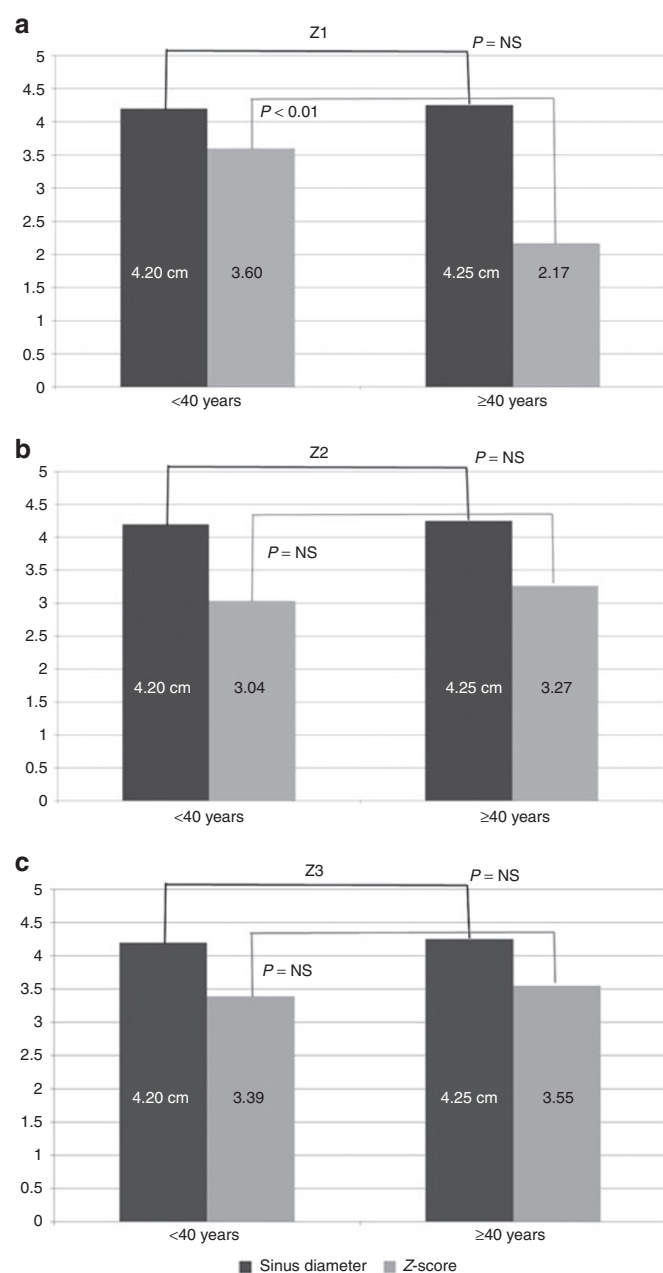 a
Z1
P = NS
P < 0.01
5
4.5
4
3.5
3
2.5
2
1.5
1
0.5
0
4.20 cm
3.60
4.25 cm
2.17
<40 years
≥40 years
b
Z2
P = NS
P = NS
5
4.5
4
3.5
3
2.5
2
1.5
1
0.5
0
4.20 cm
3.04
4.25 cm
3.27
<40 years
≥40 years
c
Z3
P = NS
P = NS
5
4.5
4
3.5
3
2.5
2
1.5
1
0.5
0
4.20 cm
3.39
4.25 cm
3.55
<40 years
≥40 years
Sinus diameter
Z-score